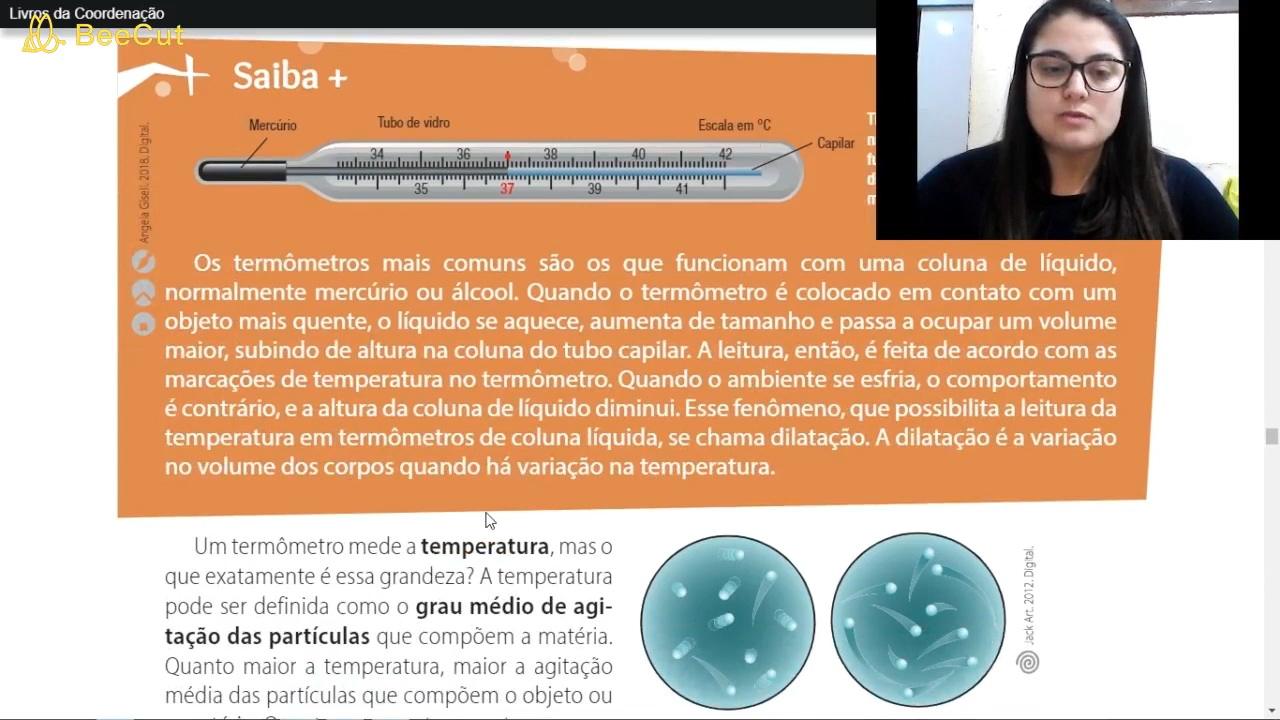 Livros da Coordenação
BeeCut
Saiba +
Mercúrio
Tubo de vidro
Escala em ºC
Capilar
34 36 38 40 42
35 37 39 41
Angela Giseli. 2018. Digital.
Os termômetros mais comuns são os que funcionam com uma coluna de líquido,
normalmente mercúrio ou álcool. Quando o termômetro é colocado em contato com um
objeto mais quente, o líquido se aquece, aumenta de tamanho e passa a ocupar um volume
maior, subindo de altura na coluna do tubo capilar. A leitura, então, é feita de acordo com as
marcações de temperatura no termômetro. Quando o ambiente se esfria, o comportamento
é contrário, e a altura da coluna de líquido diminui. Esse fenômeno, que possibilita a leitura da
temperatura em termômetros de coluna líquida, se chama dilatação. A dilatação é a variação
no volume dos corpos quando há variação na temperatura.
Um termômetro mede a temperatura, mas o
que exatamente é essa grandeza? A temperatura
pode ser definida como o grau médio de agi-
tação das partículas que compõem a matéria.
Quanto maior a temperatura, maior a agitação
média das partículas que compõem o objeto ou
Jack Art. 2012. Digital.